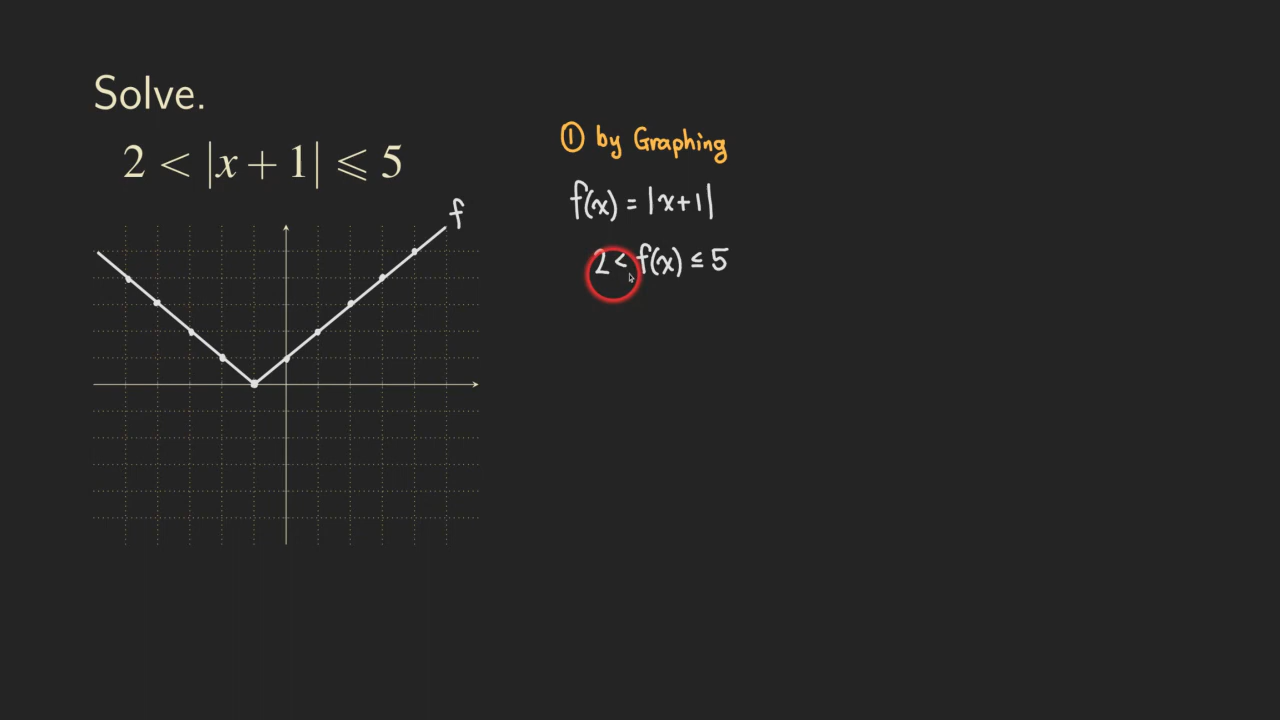 Solve.
2 < |x + 1| ⩽ 5
f
① by Graphing
f(x) = |x+1|
2 < f(x) ≤ 5